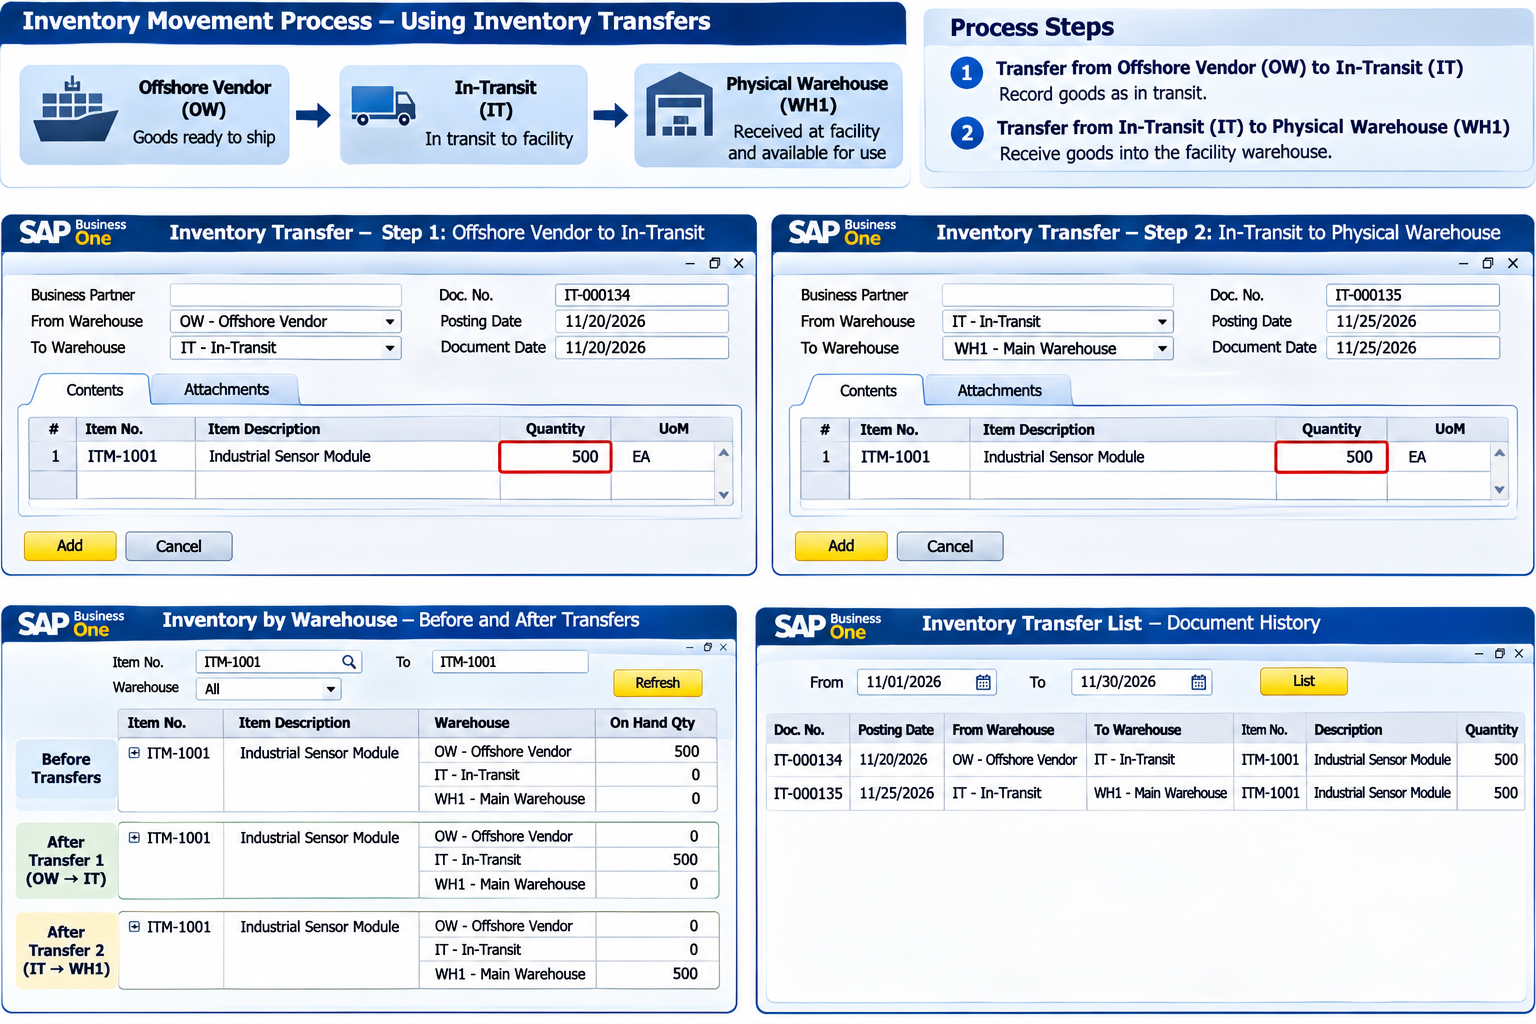 Inventory Movement Process – Using Inventory Transfers
Offshore Vendor
(OW)
Goods ready to ship
In-Transit
(IT)
In transit to facility
Physical Warehouse
(WH1)
Received at facility
and available for use
Process Steps
1 Transfer from Offshore Vendor (OW) to In-Transit (IT)
Record goods as in transit.
2 Transfer from In-Transit (IT) to Physical Warehouse (WH1)
Receive goods into the facility warehouse.
SAP Business One Inventory Transfer – Step 1: Offshore Vendor to In-Transit
Business Partner Doc. No. IT-000134
From Warehouse OW - Offshore Vendor Posting Date 11/20/2026
To Warehouse IT - In-Transit Document Date 11/20/2026
Contents Attachments
# Item No. Item Description Quantity UoM
1 ITM-1001 Industrial Sensor Module 500 EA
Add Cancel
SAP Business One Inventory Transfer – Step 2: In-Transit to Physical Warehouse
Business Partner Doc. No. IT-000135
From Warehouse IT - In-Transit Posting Date 11/25/2026
To Warehouse WH1 - Main Warehouse Document Date 11/25/2026
Contents Attachments
# Item No. Item Description Quantity UoM
1 ITM-1001 Industrial Sensor Module 500 EA
Add Cancel
SAP Business One Inventory by Warehouse – Before and After Transfers
Item No. ITM-1001 To ITM-1001
Warehouse All Refresh
Item No. Item Description Warehouse On Hand Qty
Before
Transfers
ITM-1001 Industrial Sensor Module OW - Offshore Vendor 500
IT - In-Transit 0
WH1 - Main Warehouse 0
After
Transfer 1
(OW → IT)
ITM-1001 Industrial Sensor Module OW - Offshore Vendor 0
IT - In-Transit 500
WH1 - Main Warehouse 0
After
Transfer 2
(IT → WH1)
ITM-1001 Industrial Sensor Module OW - Offshore Vendor 0
IT - In-Transit 0
WH1 - Main Warehouse 500
SAP Business One Inventory Transfer List – Document History
From 11/01/2026 To 11/30/2026 List
Doc. No. Posting Date From Warehouse To Warehouse Item No. Description Quantity
IT-000134 11/20/2026 OW - Offshore Vendor IT - In-Transit ITM-1001 Industrial Sensor Module 500
IT-000135 11/25/2026 IT - In-Transit WH1 - Main Warehouse ITM-1001 Industrial Sensor Module 500